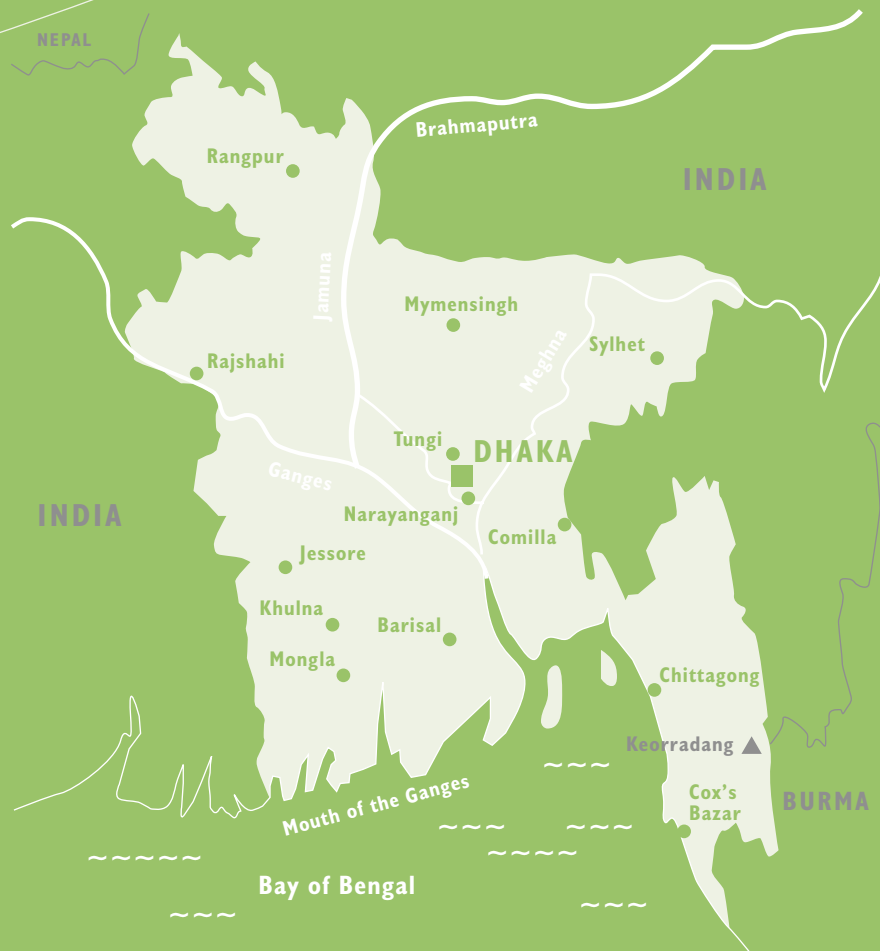 NEPAL
Brahmaputra
Rangpur
INDIA
Jamuna
Mymensingh
Meghna
Sylhet
Rajshahi
Tungi
DHAKA
Ganges
INDIA
Narayanganj
Comilla
Jessore
Khulna
Barisal
Mongla
Chittagong
Keorradang
Cox's
Bazar
BURMA
Mouth of the Ganges
Bay of Bengal